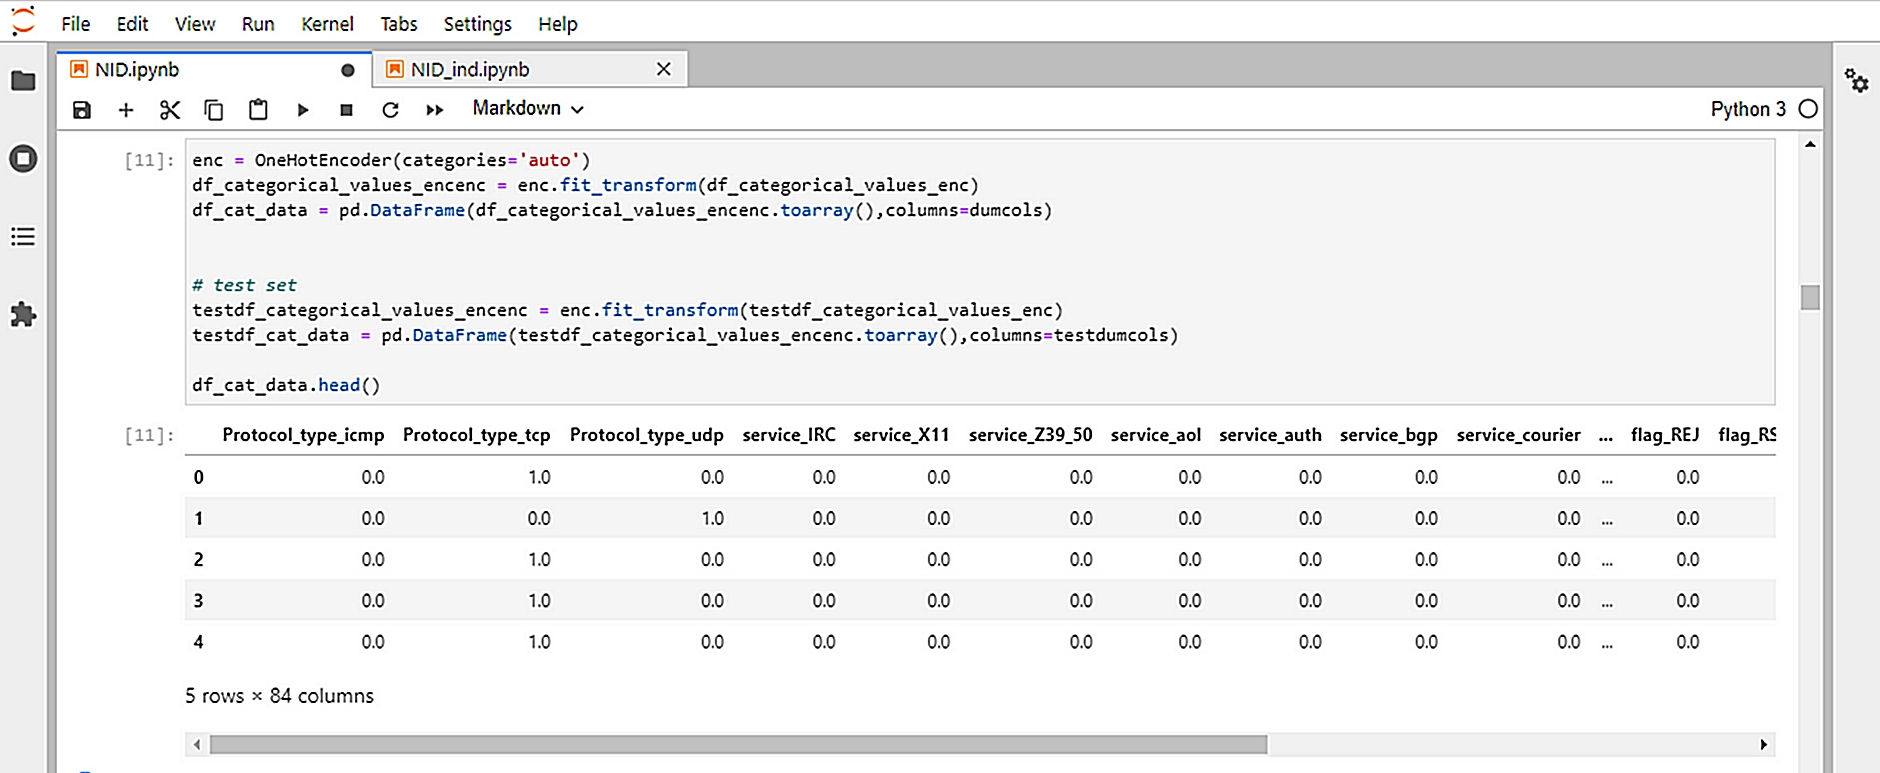 File Edit View Run Kernel Tabs Settings Help
NID.ipynb NID_ind.ipynb
Markdown Python 3
[11]: enc = OneHotEncoder(categories='auto')
df_categorical_values_encenc = enc.fit_transform(df_categorical_values_enc)
df_cat_data = pd.DataFrame(df_categorical_values_encenc.toarray(),columns=dumcols)
# test set
testdf_categorical_values_encenc = enc.fit_transform(testdf_categorical_values_enc)
testdf_cat_data = pd.DataFrame(testdf_categorical_values_encenc.toarray(),columns=testdumcols)
df_cat_data.head()
[11]: Protocol_type_icmp Protocol_type_tcp Protocol_type_udp service_IRC service_X11 service_Z39_50 service_aol service_auth service_bgp service_courier ... flag_REJ flag_RS
0 0.0 1.0 0.0 0.0 0.0 0.0 0.0 0.0 0.0 0.0 ... 0.0
1 0.0 0.0 1.0 0.0 0.0 0.0 0.0 0.0 0.0 0.0 ... 0.0
2 0.0 1.0 0.0 0.0 0.0 0.0 0.0 0.0 0.0 0.0 ... 0.0
3 0.0 1.0 0.0 0.0 0.0 0.0 0.0 0.0 0.0 0.0 ... 0.0
4 0.0 1.0 0.0 0.0 0.0 0.0 0.0 0.0 0.0 0.0 ... 0.0
5 rows × 84 columns